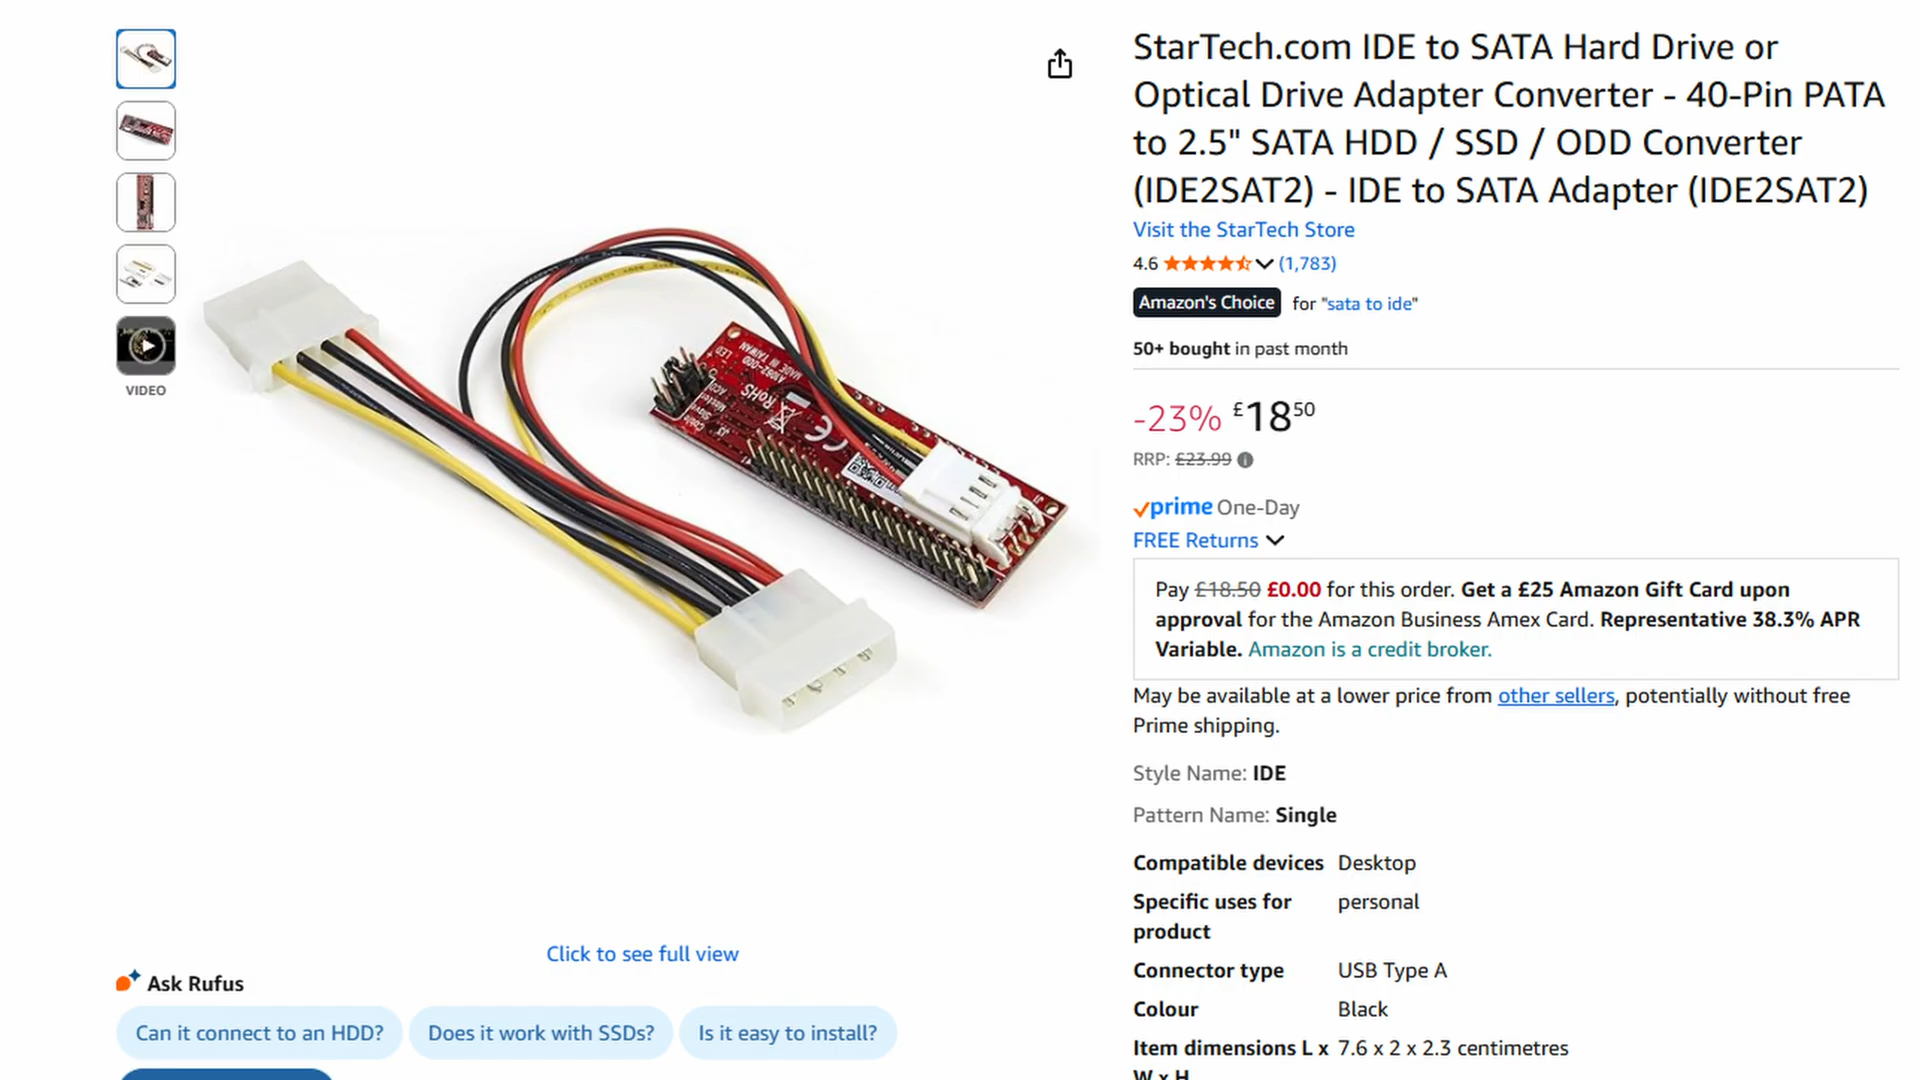 StarTech.com IDE to SATA Hard Drive or
Optical Drive Adapter Converter - 40-Pin PATA
to 2.5" SATA HDD / SSD / ODD Converter
(IDE2SAT2) - IDE to SATA Adapter (IDE2SAT2)
Visit the StarTech Store
4.6 (1,783)
Amazon's Choice for "sata to ide"
50+ bought in past month
-23% £18 50
RRP: £23.99
prime One-Day
FREE Returns
Pay £18.50 £0.00 for this order. Get a £25 Amazon Gift Card upon
approval for the Amazon Business Amex Card. Representative 38.3% APR
Variable. Amazon is a credit broker.
May be available at a lower price from other sellers, potentially without free
Prime shipping.
Style Name: IDE
Pattern Name: Single
Compatible devices Desktop
Specific uses for personal
product
Connector type USB Type A
Colour Black
Item dimensions L x 7.6 x 2 x 2.3 centimetres
W x H
VIDEO
LED
MADE IN TAIWAN
RoHS
CE
Master
Slave
Cable
J1
Click to see full view
Ask Rufus
Can it connect to an HDD?
Does it work with SSDs?
Is it easy to install?